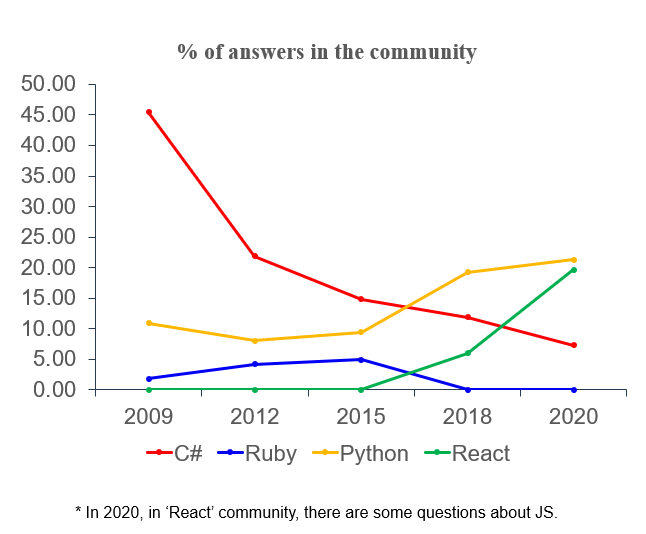 % of answers in the community
50.00
45.00
40.00
35.00
30.00
25.00
20.00
15.00
10.00
5.00
0.00
2009 2012 2015 2018 2020
C# Ruby Python React
* In 2020, in ‘React’ community, there are some questions about JS.